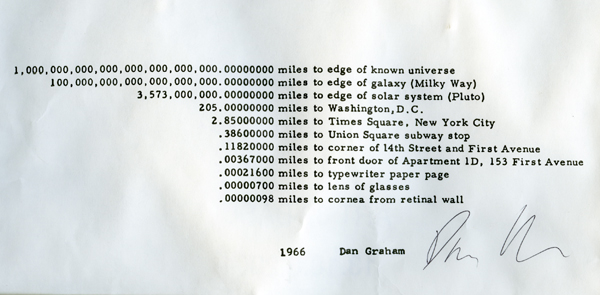 1,000,000,000,000,000,000,000,000.00000000 miles to edge of known universe
100,000,000,000,000,000,000.00000000 miles to edge of galaxy (Milky Way)
3,573,000,000.00000000 miles to edge of solar system (Pluto)
205.00000000 miles to Washington, D.C.
2.85000000 miles to Times Square, New York City
.38600000 miles to Union Square subway stop
.11820000 miles to corner of 14th Street and First Avenue
.00367000 miles to front door of Apartment 1D, 153 First Avenue
.00021600 miles to typewriter paper page
.00000700 miles to lens of glasses
.00000098 miles to cornea from retinal wall
1966 Dan Graham